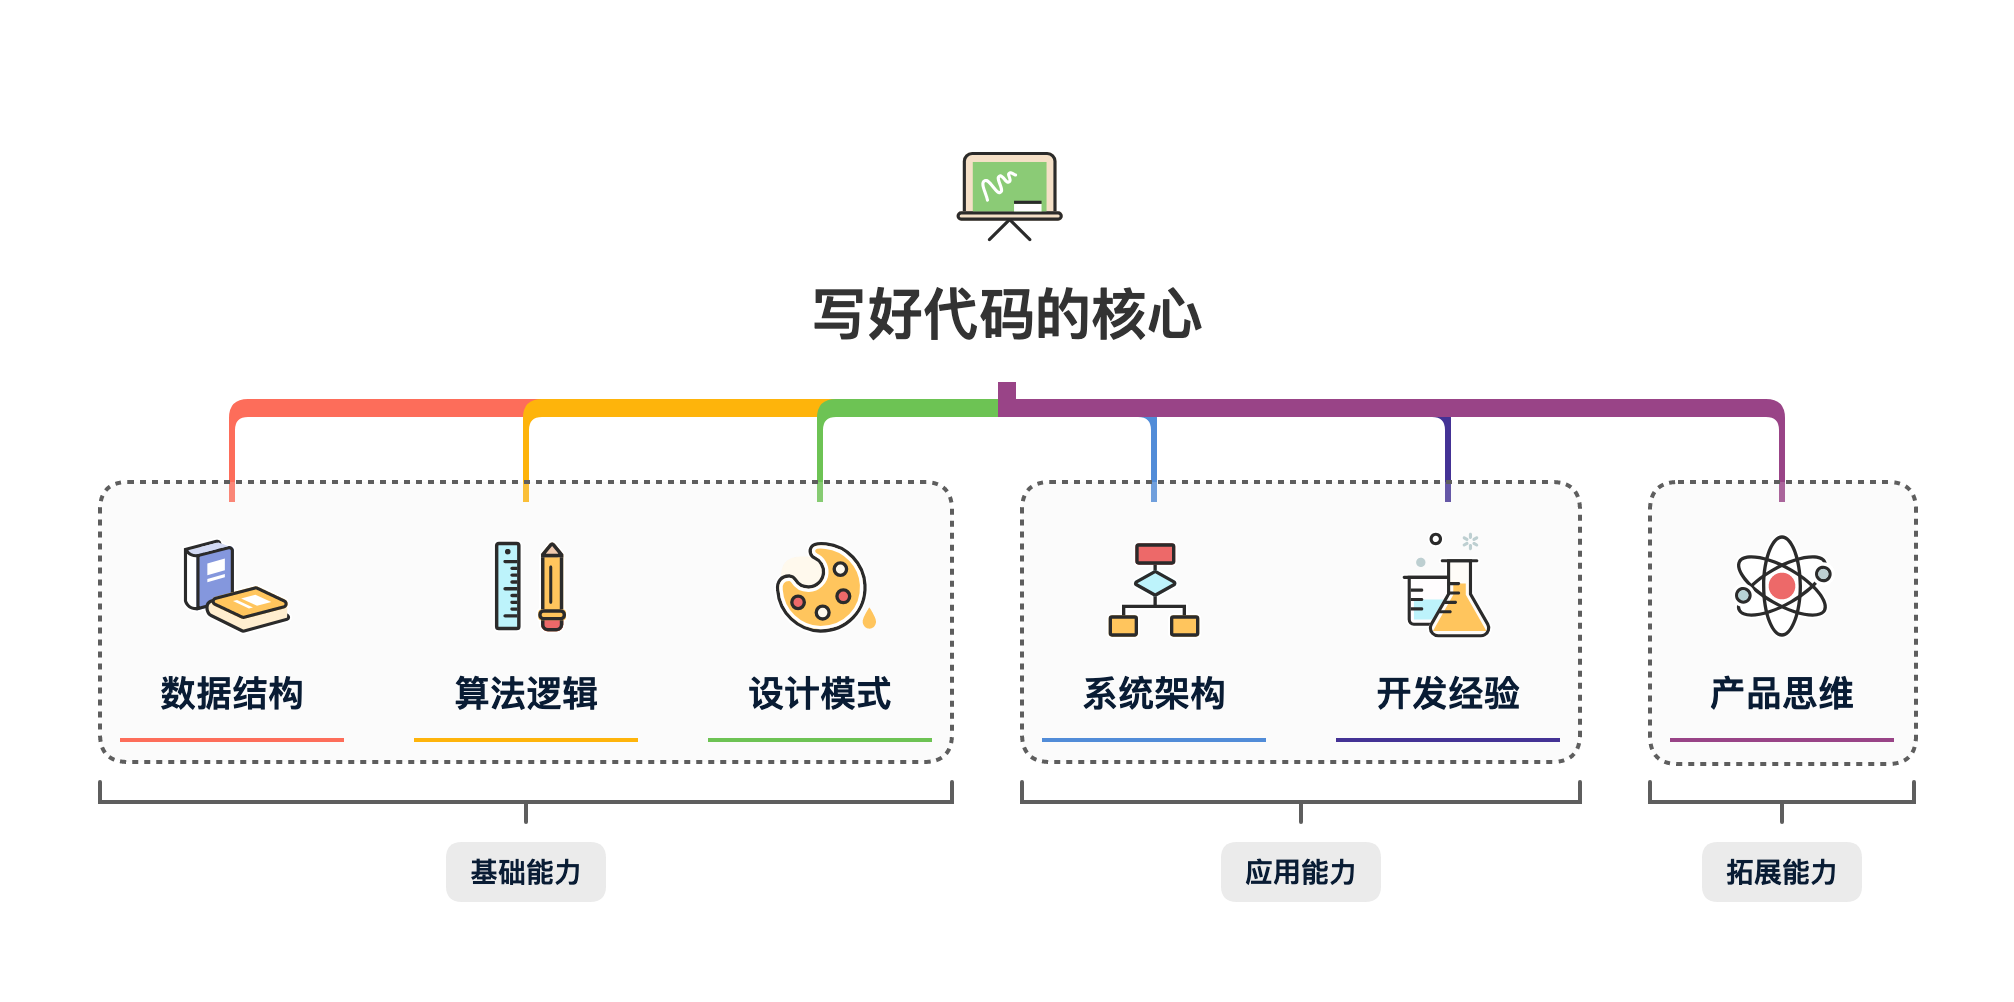 写好代码的核心
数据结构
算法逻辑
设计模式
系统架构
开发经验
产品思维
基础能力
应用能力
拓展能力